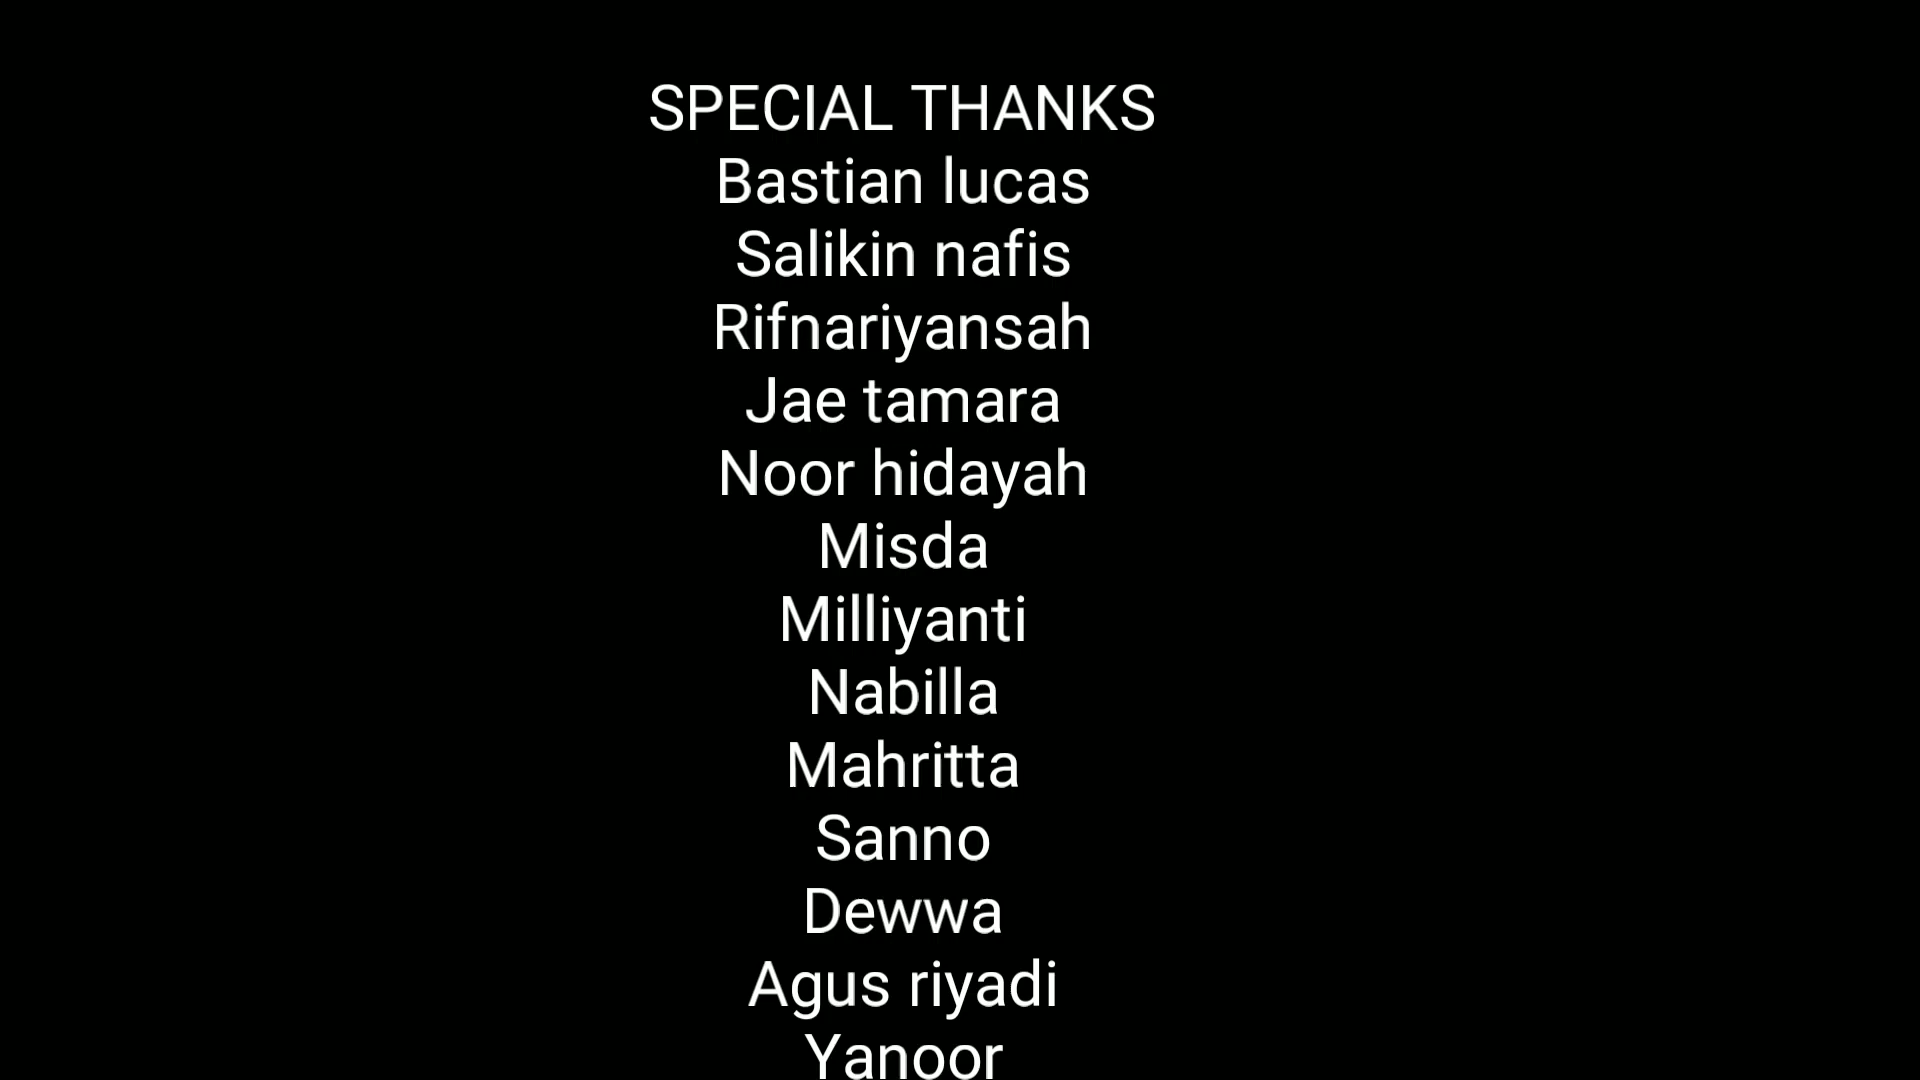 SPECIAL THANKS
Bastian lucas
Salikin nafis
Rifnariyansah
Jae tamara
Noor hidayah
Misda
Milliyanti
Nabilla
Mahritta
Sanno
Dewwa
Agus riyadi
Yanoor